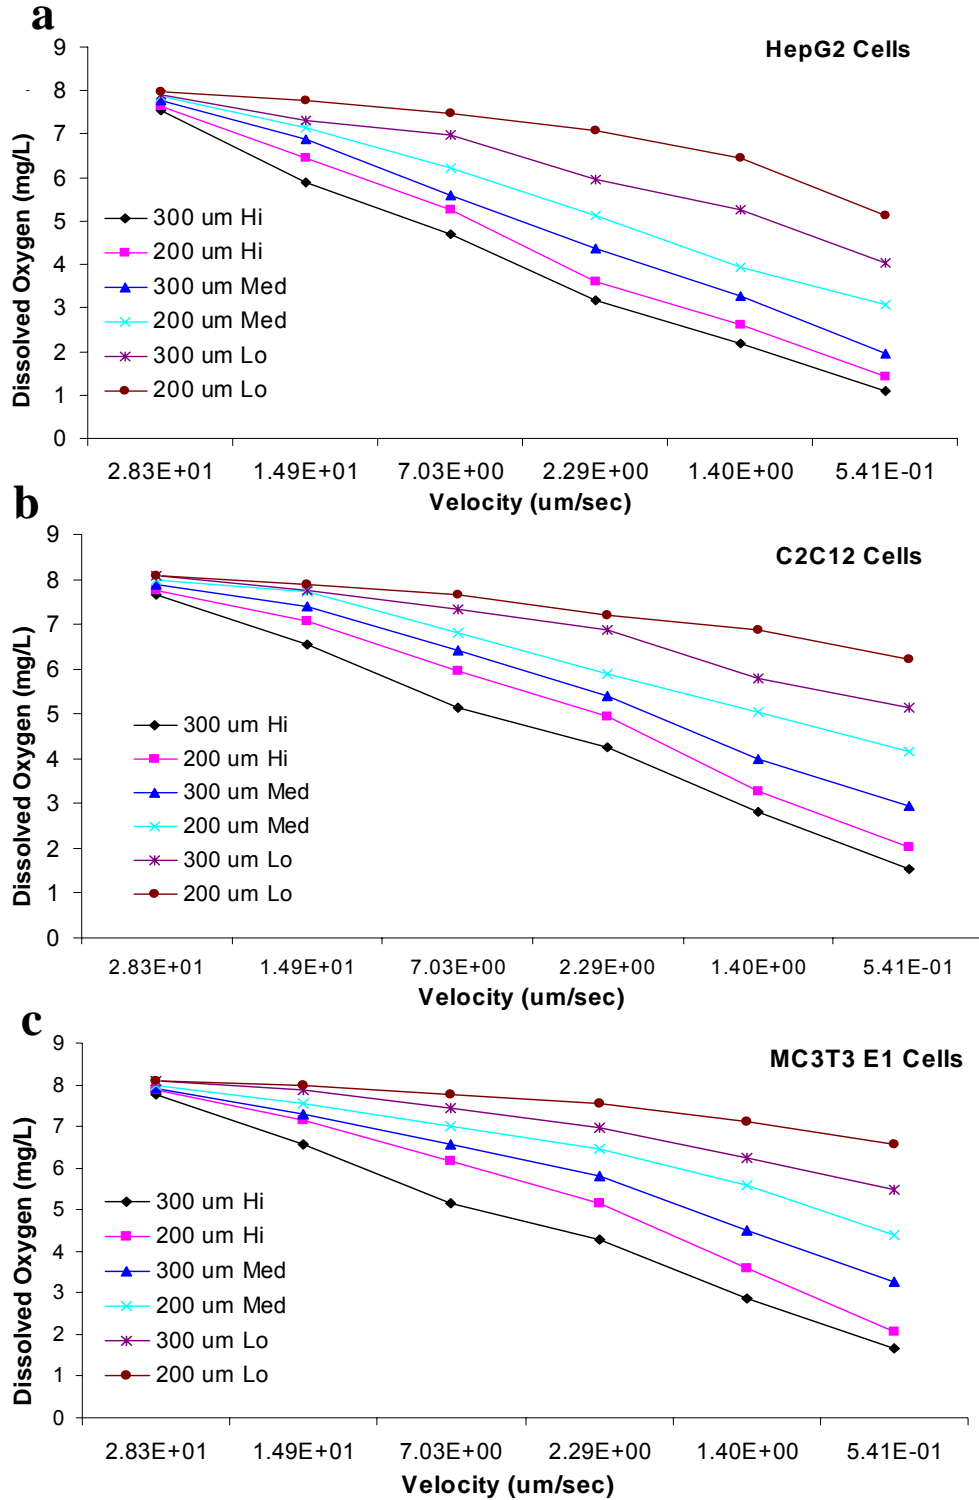 a
HepG2 Cells
Dissolved Oxygen (mg/L)
9
8
7
6
5
4
3
2
1
0
300 um Hi
200 um Hi
300 um Med
200 um Med
300 um Lo
200 um Lo
2.83E+01 1.49E+01 7.03E+00 2.29E+00 1.40E+00 5.41E-01
Velocity (um/sec)
b
C2C12 Cells
Dissolved Oxygen (mg/L)
9
8
7
6
5
4
3
2
1
0
300 um Hi
200 um Hi
300 um Med
200 um Med
300 um Lo
200 um Lo
2.83E+01 1.49E+01 7.03E+00 2.29E+00 1.40E+00 5.41E-01
Velocity (um/sec)
c
MC3T3 E1 Cells
Dissolved Oxygen (mg/L)
9
8
7
6
5
4
3
2
1
0
300 um Hi
200 um Hi
300 um Med
200 um Med
300 um Lo
200 um Lo
2.83E+01 1.49E+01 7.03E+00 2.29E+00 1.40E+00 5.41E-01
Velocity (um/sec)